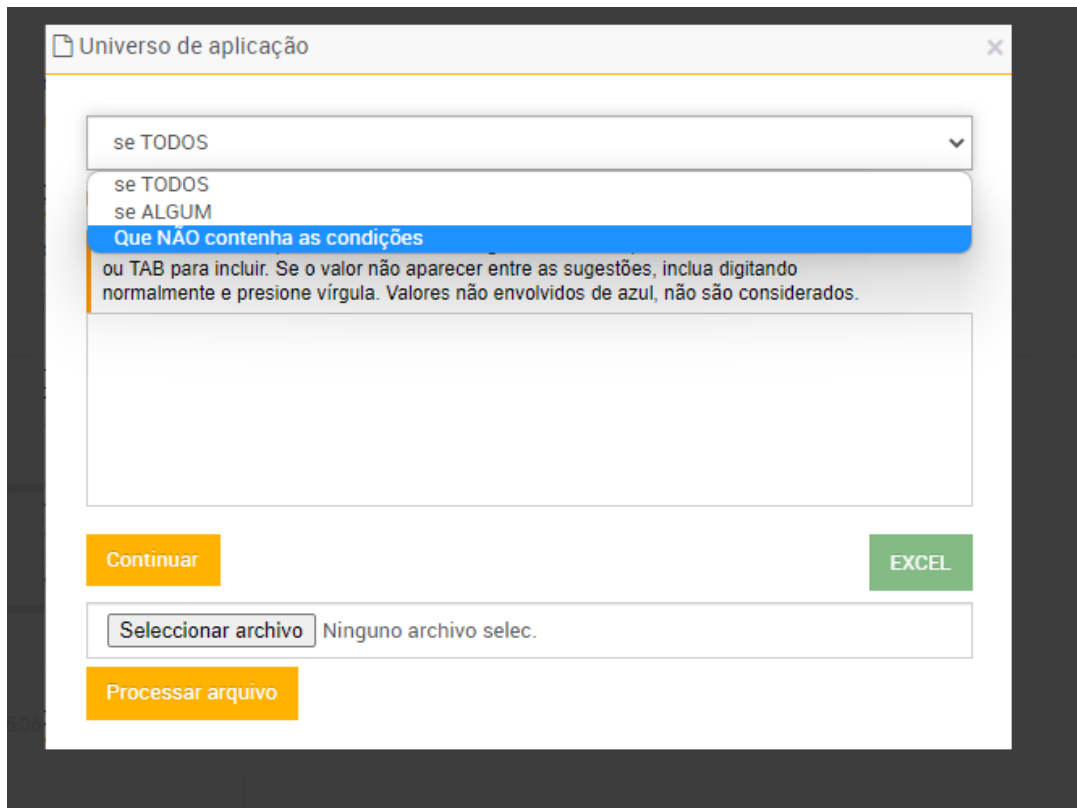 Universo de aplicação
×
se TODOS
se TODOS
se ALGUM
Que NÃO contenha as condições
ou TAB para incluir. Se o valor não aparecer entre as sugestões, inclua digitando
normalmente e presione vírgula. Valores não envolvidos de azul, não são considerados.
Continuar
EXCEL
Seleccionar archivo Ninguno archivo selec.
Processar arquivo